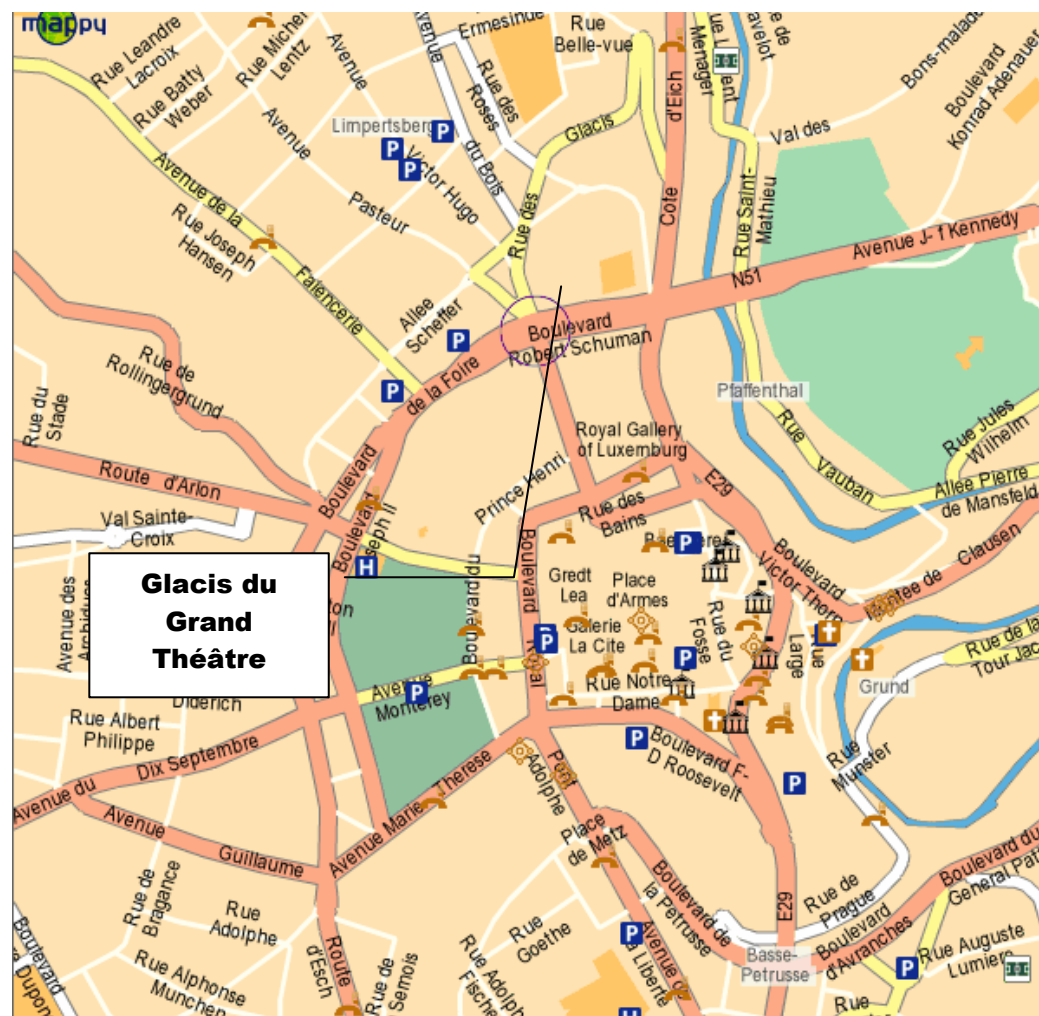 mappy
Rue Leandre
Lacroix
Rue Michel
Lentz
Avenue
Avenue
Ermesinde
Rue
Belle-vue
Rue des
Roses
Bons-malades
Boulevard
Konrad Adenauer
Rue Batty
Weber
Limpertsberg
Glacis
d'Eich
Val des
Avenue
Victor Hugo
du Bois
Avenue de la
Pasteur
Rue Saint-
Mathieu
Rue Joseph
Hansen
Rue des
Cote
Avenue J- f Kennedy
N51
Faïencerie
Allee
Scheffer
Boulevard
Robert Schuman
Rue de
Rollingergrund
Rue du
Stade
de la Foire
Pfaffenthal
Rue
Vauban
Rue Jules
Wilhelm
Royal Gallery
of Luxemburg
Route d'Arlon
Boulevard
Prince Henri
E29
Allee Pierre
de Mansfeld
Val Sainte-
Croix
Boulevard
Joseph II
Rue des
Bains
Boulevard
Victor Thorn
Montee de Clausen
Glacis du
Grand
Théâtre
Avenue des
Boulevard du
Boulevard
Royal
Gredt
Lea
Place
d'Armes
Galerie
La Cite
Rue du
Fosse
Large
Rue
Rue de la
Tour Jac
Grund
Diderich
Avenue
Monterey
Rue Notre
Dame
Rue Albert
Philippe
Dix Septembre
Avenue du
Boulevard F-
D Roosevelt
Rue
Munster
Pont
Adolphe
Avenue Marie Therese
Avenue
Guillaume
Place
de Metz
Rue de
Bragance
Boulevard de
la Petrusse
E29
Rue de
Prague
Boulevard du
General Pat
Rue
Adolphe
Rue
Goethe
Boulevard
d'Avranches
Basse-
Petrusse
Rue Auguste
Lumiere
Boulevard
Rue Alphonse
Munchen
Route
d'Esch
Rue de
Semois
Rue Adolph
Fischer
Avenue de
la Liberte
Rue